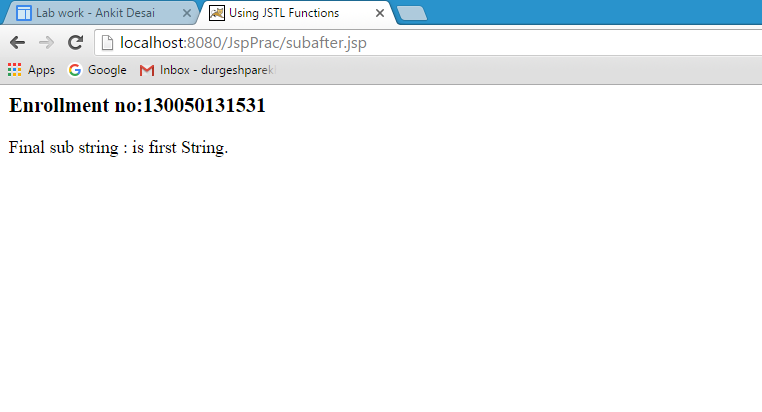 Lab work - Ankit Desai
Using JSTL Functions
localhost:8080/JspPrac/subafter.jsp
Apps
Google
Inbox - durgeshparek
Enrollment no:130050131531
Final sub string : is first String.